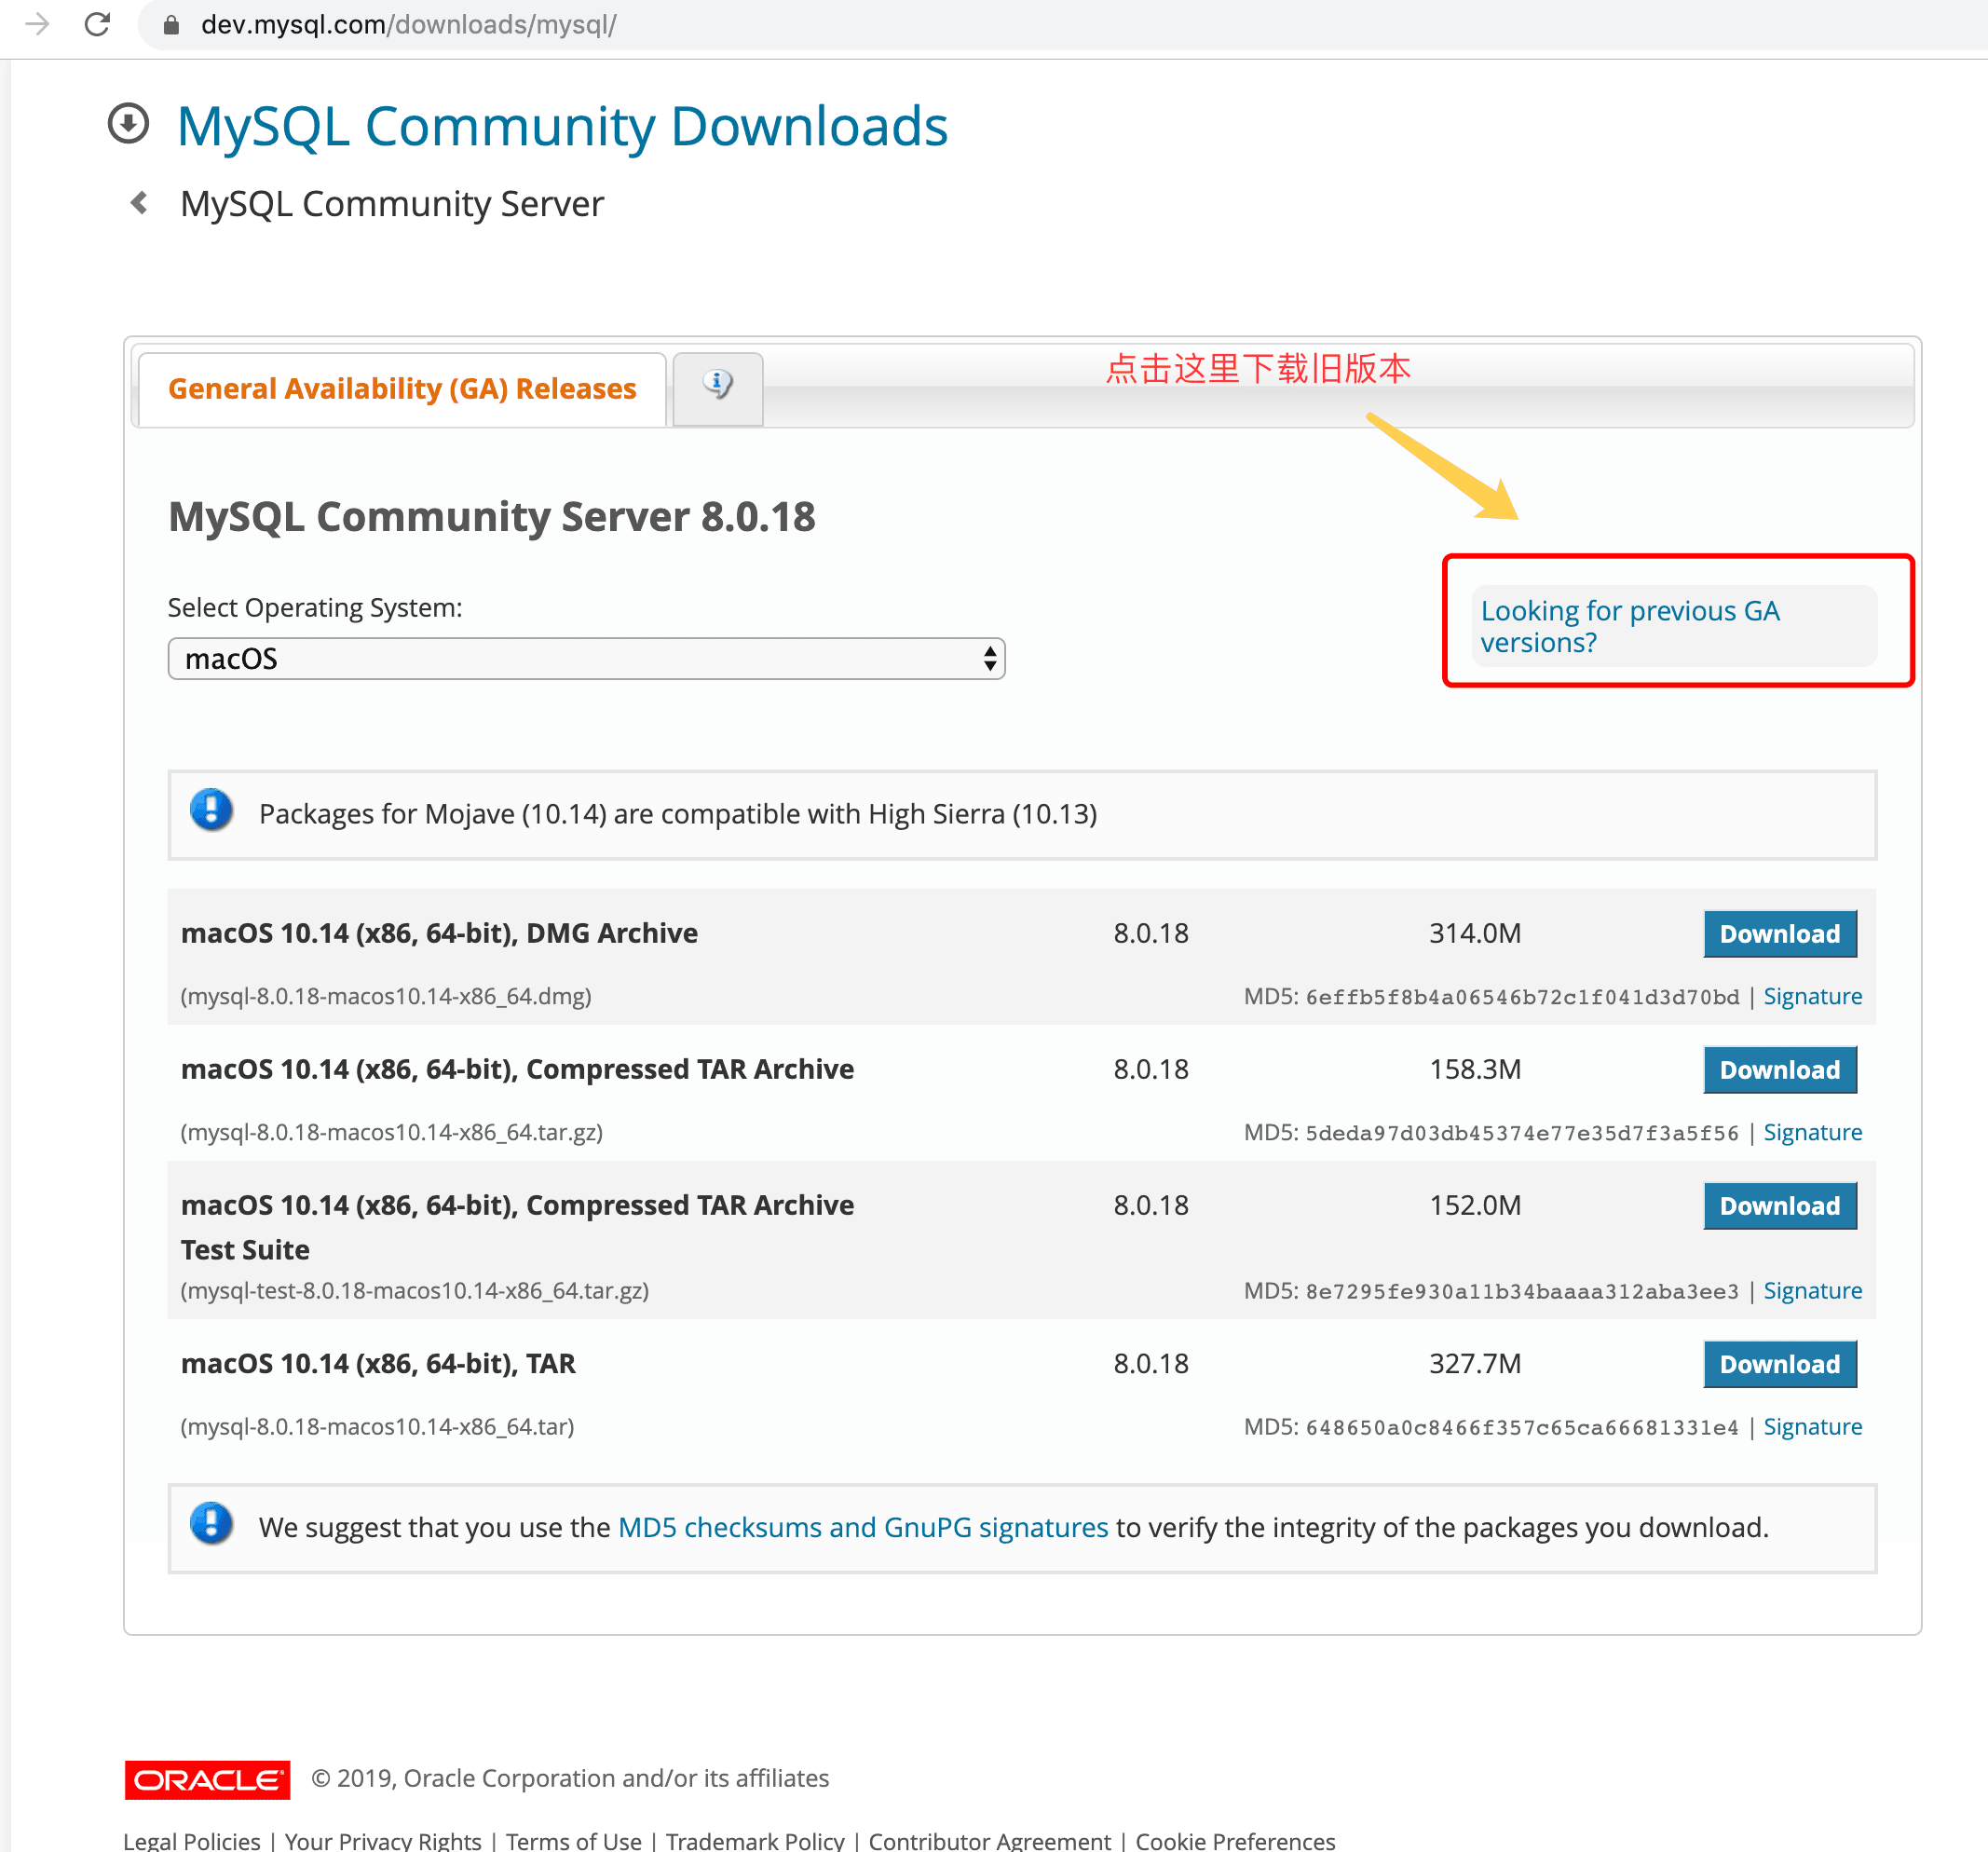 dev.mysql.com/downloads/mysql/
MySQL Community Downloads
MySQL Community Server
General Availability (GA) Releases
点击这里下载旧版本
MySQL Community Server 8.0.18
Select Operating System:
macOS
Looking for previous GA
versions?
Packages for Mojave (10.14) are compatible with High Sierra (10.13)
macOS 10.14 (x86, 64-bit), DMG Archive 8.0.18 314.0M Download
(mysql-8.0.18-macos10.14-x86_64.dmg) MD5: 6effb5f8b4a06546b72c1f041d3d70bd | Signature
macOS 10.14 (x86, 64-bit), Compressed TAR Archive 8.0.18 158.3M Download
(mysql-8.0.18-macos10.14-x86_64.tar.gz) MD5: 5deda97d03db45374e77e35d7f3a5f56 | Signature
macOS 10.14 (x86, 64-bit), Compressed TAR Archive 8.0.18 152.0M Download
Test Suite
(mysql-test-8.0.18-macos10.14-x86_64.tar.gz) MD5: 8e7295fe930a11b34baaaa312aba3ee3 | Signature
macOS 10.14 (x86, 64-bit), TAR 8.0.18 327.7M Download
(mysql-8.0.18-macos10.14-x86_64.tar) MD5: 648650a0c8466f357c65ca66681331e4 | Signature
We suggest that you use the MD5 checksums and GnuPG signatures to verify the integrity of the packages you download.
ORACLE © 2019, Oracle Corporation and/or its affiliates
Legal Policies | Your Privacy Rights | Terms of Use | Trademark Policy | Contributor Agreement | Cookie Preferences